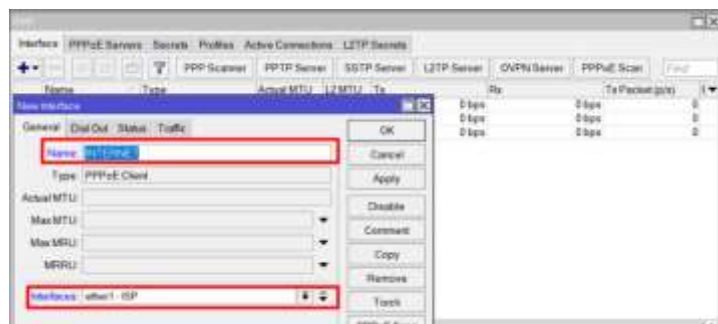 Interface PPPoE Servers Secrets Profiles Active Connections L2TP Secrets
PPP Scanner PPTP Server SSTP Server L2TP Server OVPN Server PPPoE Scan Find
Name Type Actual MTU L2 MTU Tx Rx Tx Packet (p/s)
New Interface
0 bps 0 bps 0
General Dial Out Status Traffic
0 bps 0 bps 0
OK
0 bps 0 bps 0
Name: INTERNET
Cancel
Type: PPPoE Client
Apply
Actual MTU:
Disable
Max MTU:
Comment
Max MRU:
Copy
MRRU:
Remove
Interfaces: ether1 - ISP
Torch